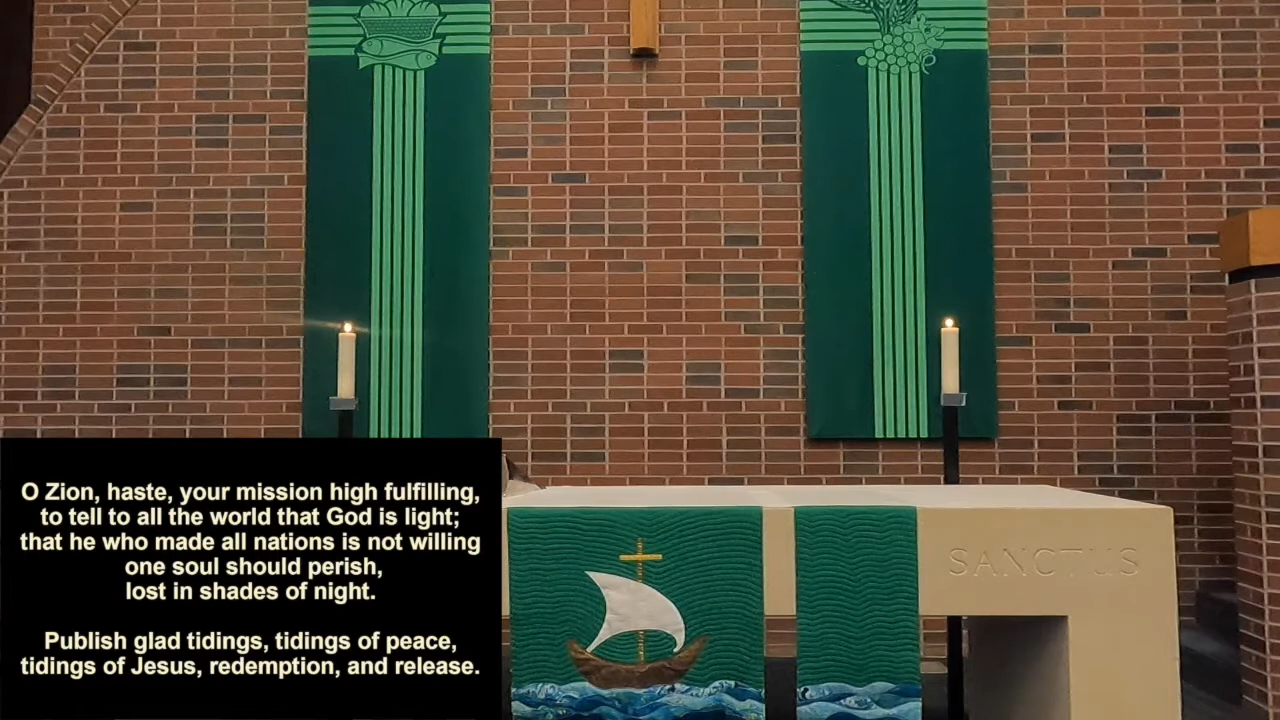 O Zion, haste, your mission high fulfilling,
to tell to all the world that God is light;
that he who made all nations is not willing
one soul should perish,
lost in shades of night.
Publish glad tidings, tidings of peace,
tidings of Jesus, redemption, and release.
SANCTUS